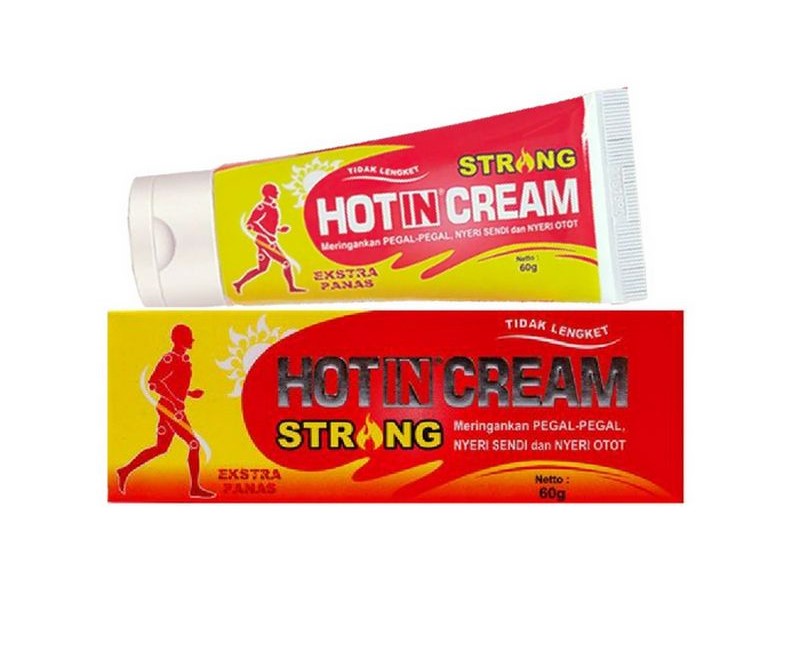 STRONG
TIDAK LENGKET
HOT IN® CREAM
Meringankan PEGAL-PEGAL, NYERI SENDI dan NYERI OTOT
EKSTRA
PANAS
Netto :
60g
TIDAK LENGKET
HOT IN® CREAM
STRONG
Meringankan PEGAL-PEGAL,
NYERI SENDI dan NYERI OTOT
EKSTRA
PANAS
Netto :
60g